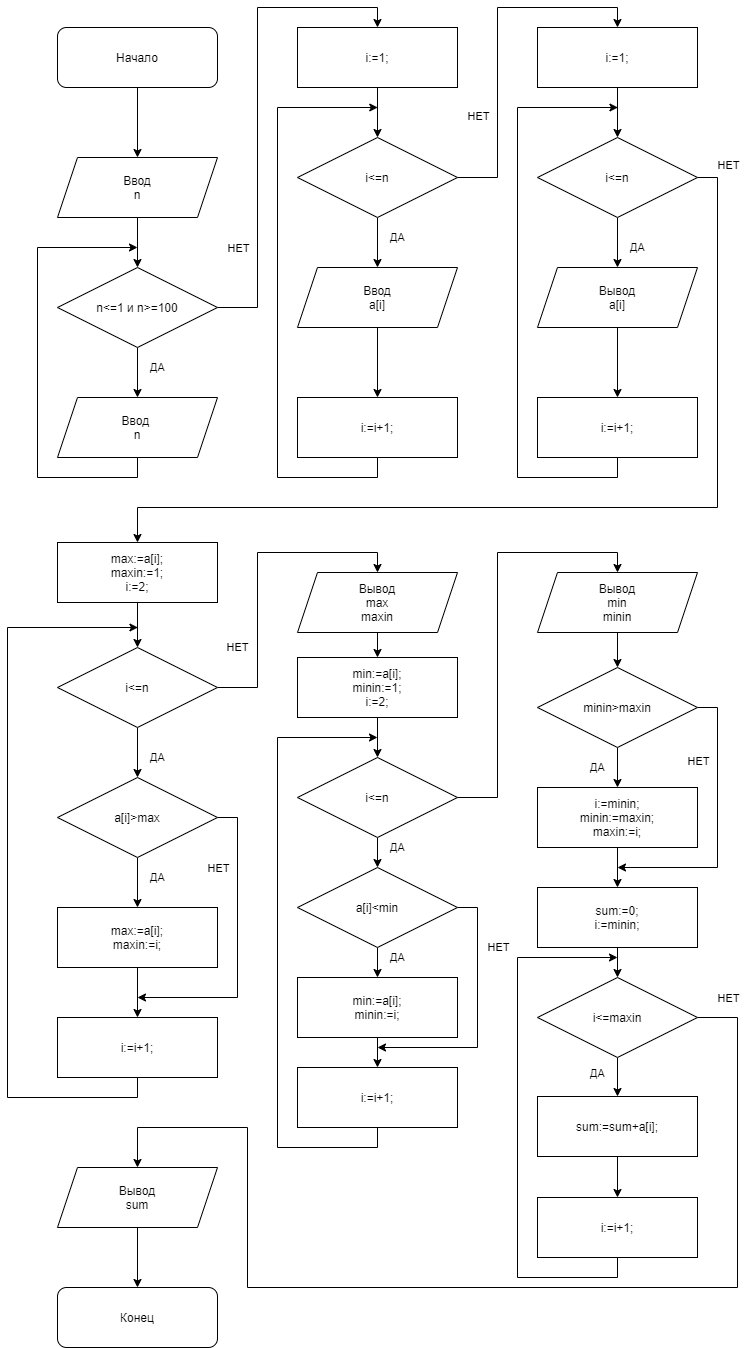 Начало
Ввод
n
НЕТ
n<=1 и n>=100
ДА
Ввод
n
i:=1;
НЕТ
i<=n
ДА
Ввод
a[i]
i:=i+1;
i:=1;
НЕТ
i<=n
ДА
Вывод
a[i]
i:=i+1;
max:=a[i];
maxin:=1;
i:=2;
НЕТ
i<=n
ДА
a[i]>max
НЕТ
ДА
max:=a[i];
maxin:=i;
i:=i+1;
Вывод
max
maxin
min:=a[i];
minin:=1;
i:=2;
i<=n
ДА
a[i]<min
НЕТ
ДА
min:=a[i];
minin:=i;
i:=i+1;
НЕТ
Вывод
min
minin
minin>maxin
НЕТ
ДА
i:=minin;
minin:=maxin;
maxin:=i;
sum:=0;
i:=minin;
НЕТ
i<=maxin
ДА
sum:=sum+a[i];
i:=i+1;
Вывод
sum
Конец